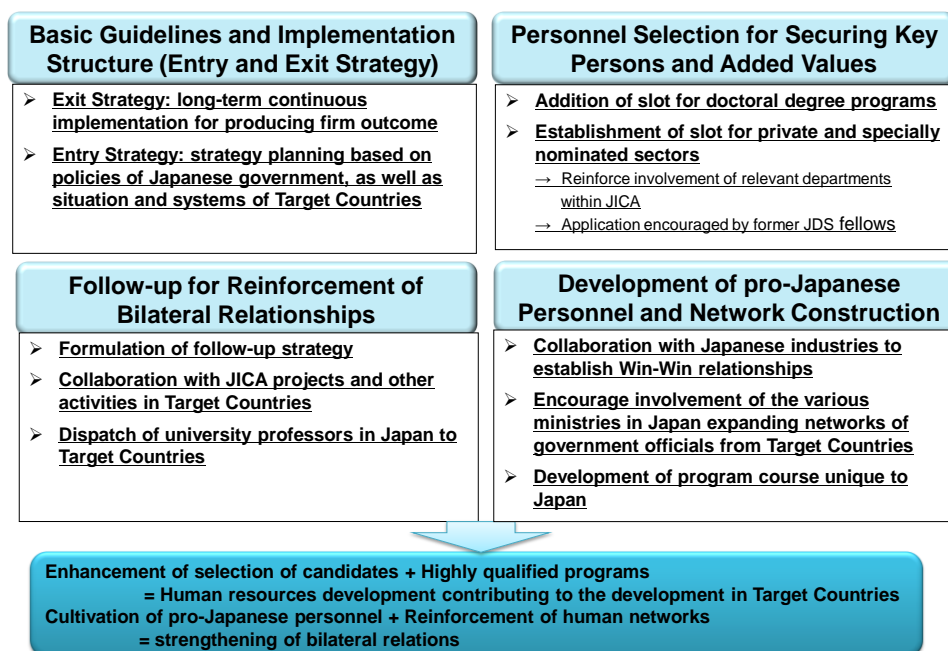 Basic Guidelines and Implementation
Structure (Entry and Exit Strategy)
➢ Exit Strategy: long-term continuous
implementation for producing firm outcome
➢ Entry Strategy: strategy planning based on
policies of Japanese government, as well as
situation and systems of Target Countries
Personnel Selection for Securing Key
Persons and Added Values
➢ Addition of slot for doctoral degree programs
➢ Establishment of slot for private and specially
nominated sectors
→ Reinforce involvement of relevant departments
within JICA
→ Application encouraged by former JDS fellows
Follow-up for Reinforcement of
Bilateral Relationships
➢ Formulation of follow-up strategy
➢ Collaboration with JICA projects and other
activities in Target Countries
➢ Dispatch of university professors in Japan to
Target Countries
Development of pro-Japanese
Personnel and Network Construction
➢ Collaboration with Japanese industries to
establish Win-Win relationships
➢ Encourage involvement of the various
ministries in Japan expanding networks of
government officials from Target Countries
➢ Development of program course unique to
Japan
Enhancement of selection of candidates + Highly qualified programs
= Human resources development contributing to the development in Target Countries
Cultivation of pro-Japanese personnel + Reinforcement of human networks
= strengthening of bilateral relations